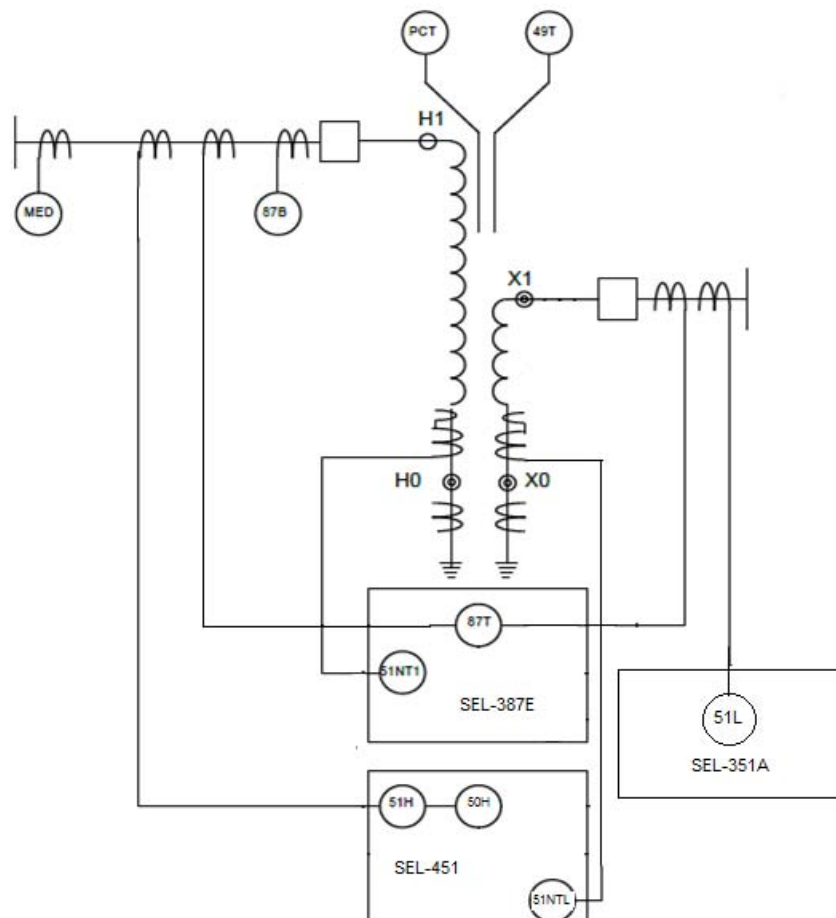 PCT
49T
H1
MED
87B
X1
H0
X0
87T
51NT1
SEL-387E
51L
SEL-351A
51H
50H
SEL-451
51NTL